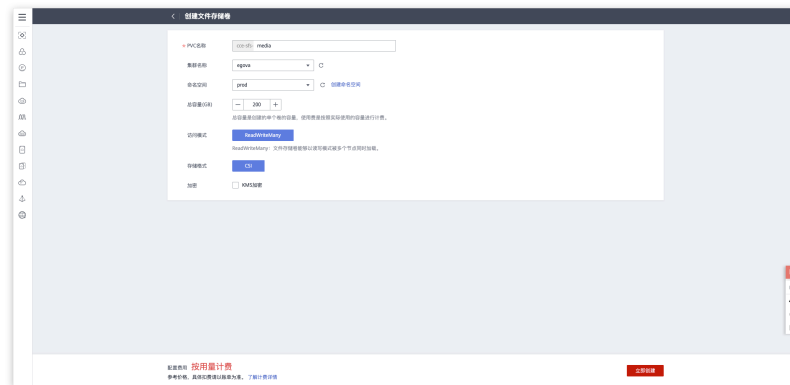 创建文件存储卷
* PVC名称 cce-sfs- media
集群名称 egova
命名空间 prod 创建命名空间
总容量(GB) 200
总容量是创建的单个卷的容量，使用费是按照实际使用的容量进行计费。
访问模式 ReadWriteMany
ReadWriteMany：文件存储卷能够以读写模式被多个节点同时加载。
存储格式 CSI
加密 KMS加密
配置费用 按用量计费
参考价格，具体扣费请以账单为准。 了解计费详情
立即创建